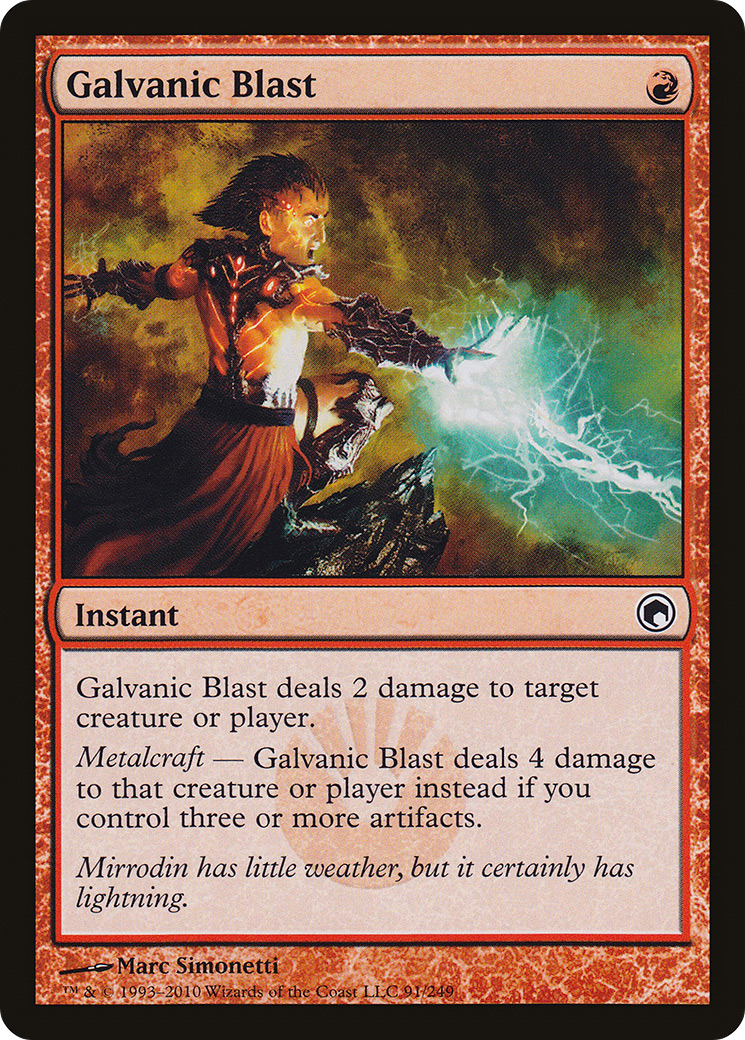 Galvanic Blast
Instant
Galvanic Blast deals 2 damage to target
creature or player.
Metalcraft — Galvanic Blast deals 4 damage
to that creature or player instead if you
control three or more artifacts.
Mirrodin has little weather, but it certainly has
lightning.
Marc Simonetti
™ & © 1993–2010 Wizards of the Coast LLC 91/249